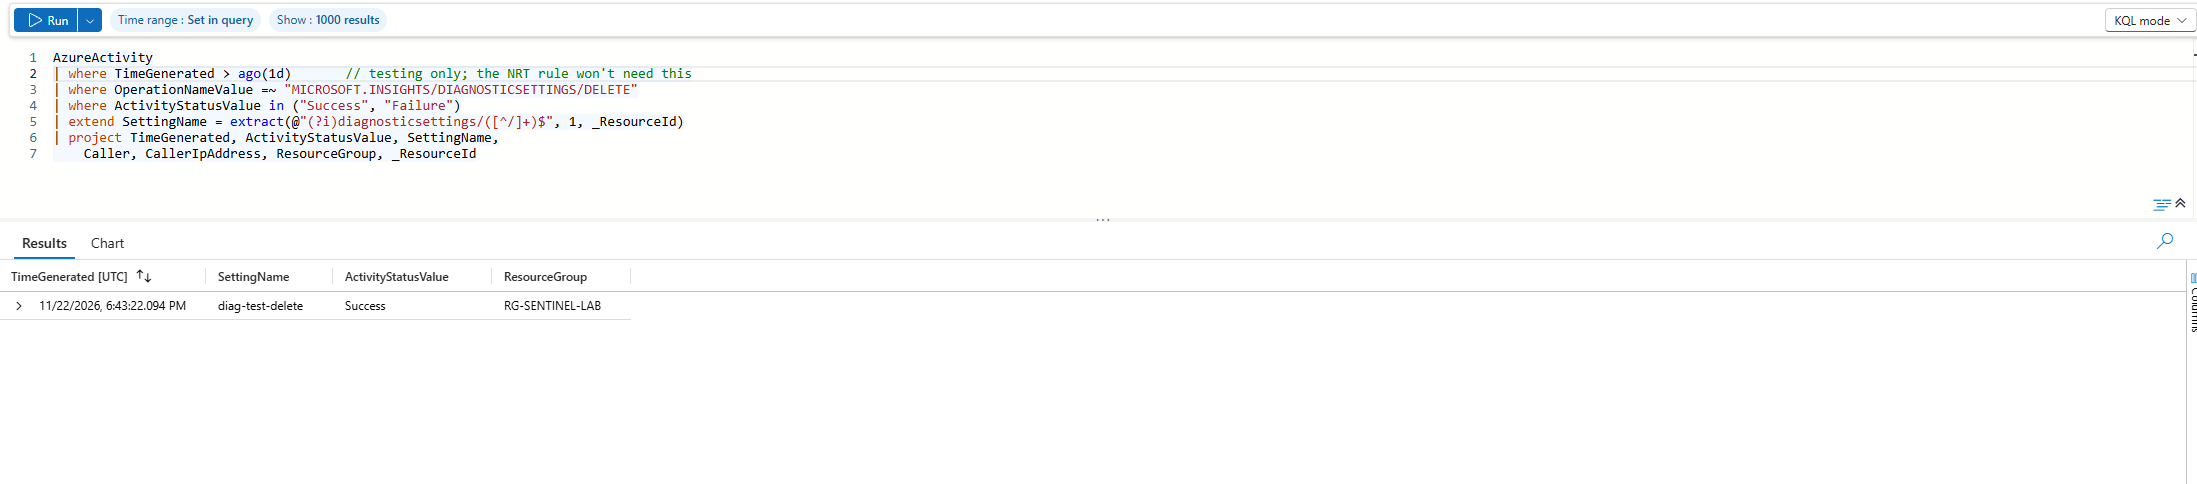 Run
Time range : Set in query
Show : 1000 results
KQL mode
1 AzureActivity
2 | where TimeGenerated > ago(1d) // testing only; the NRT rule won't need this
3 | where OperationNameValue =~ "MICROSOFT.INSIGHTS/DIAGNOSTICSETTINGS/DELETE"
4 | where ActivityStatusValue in ("Success", "Failure")
5 | extend SettingName = extract(@"(?i)diagnosticsettings/([^/]+)$", 1, _ResourceId)
6 | project TimeGenerated, ActivityStatusValue, SettingName,
7 Caller, CallerIpAddress, ResourceGroup, _ResourceId
Results Chart
TimeGenerated [UTC] SettingName ActivityStatusValue ResourceGroup
11/22/2026, 6:43:22.094 PM diag-test-delete Success RG-SENTINEL-LAB
Columns